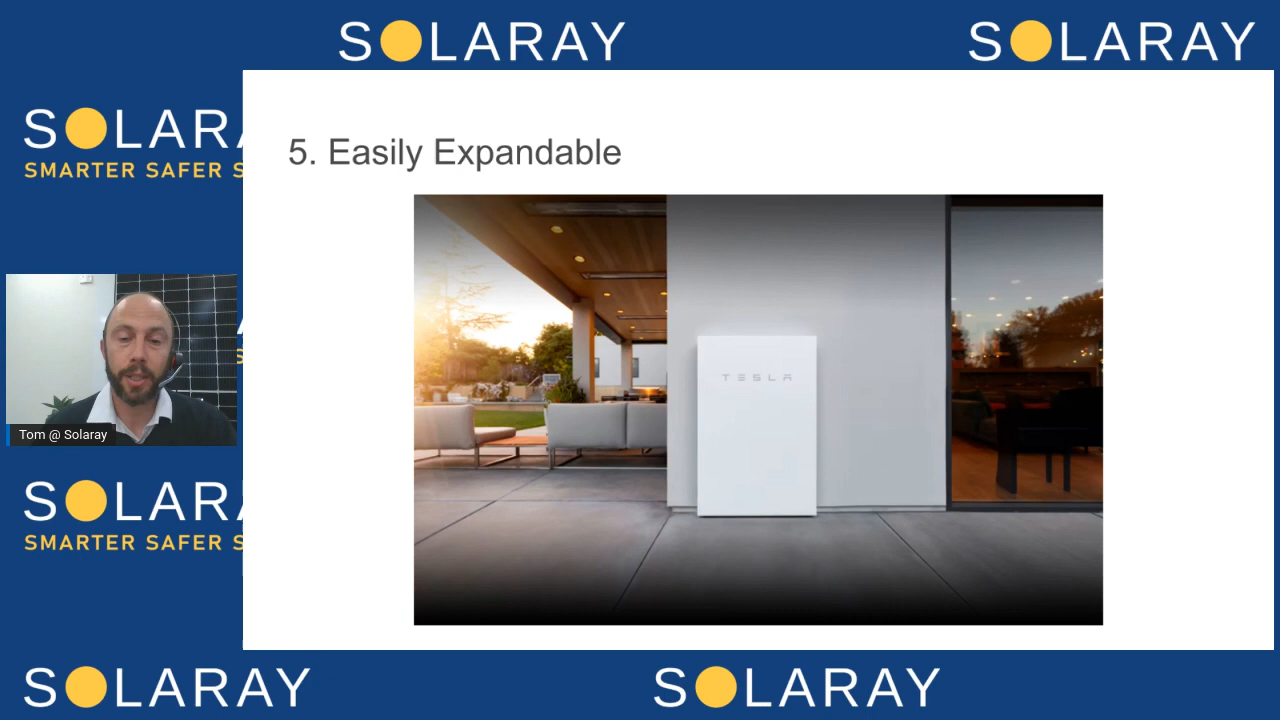 SOLARAY
SOLARAY
SOLARA
SMARTER SAFER S
5. Easily Expandable
TESLA
Tom @ Solaray
SOLARA
SMARTER SAFER S
SOLARAY
SOLARAY